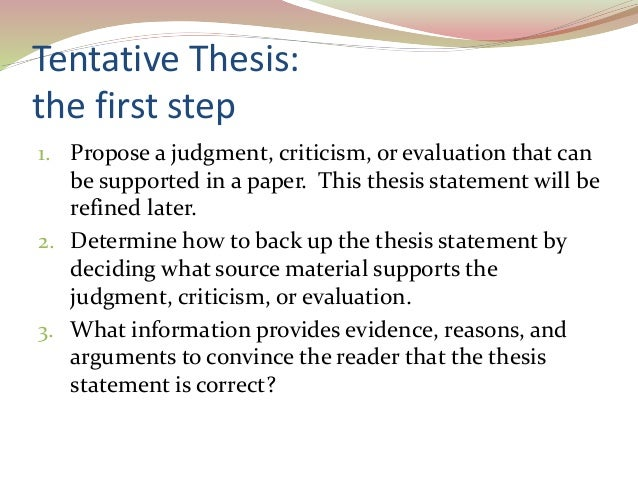 Tentative Thesis:
the first step
1. Propose a judgment, criticism, or evaluation that can
be supported in a paper.  This thesis statement will be
refined later.
2. Determine how to back up the thesis statement by
deciding what source material supports the
judgment, criticism, or evaluation.
3. What information provides evidence, reasons, and
arguments to convince the reader that the thesis
statement is correct?